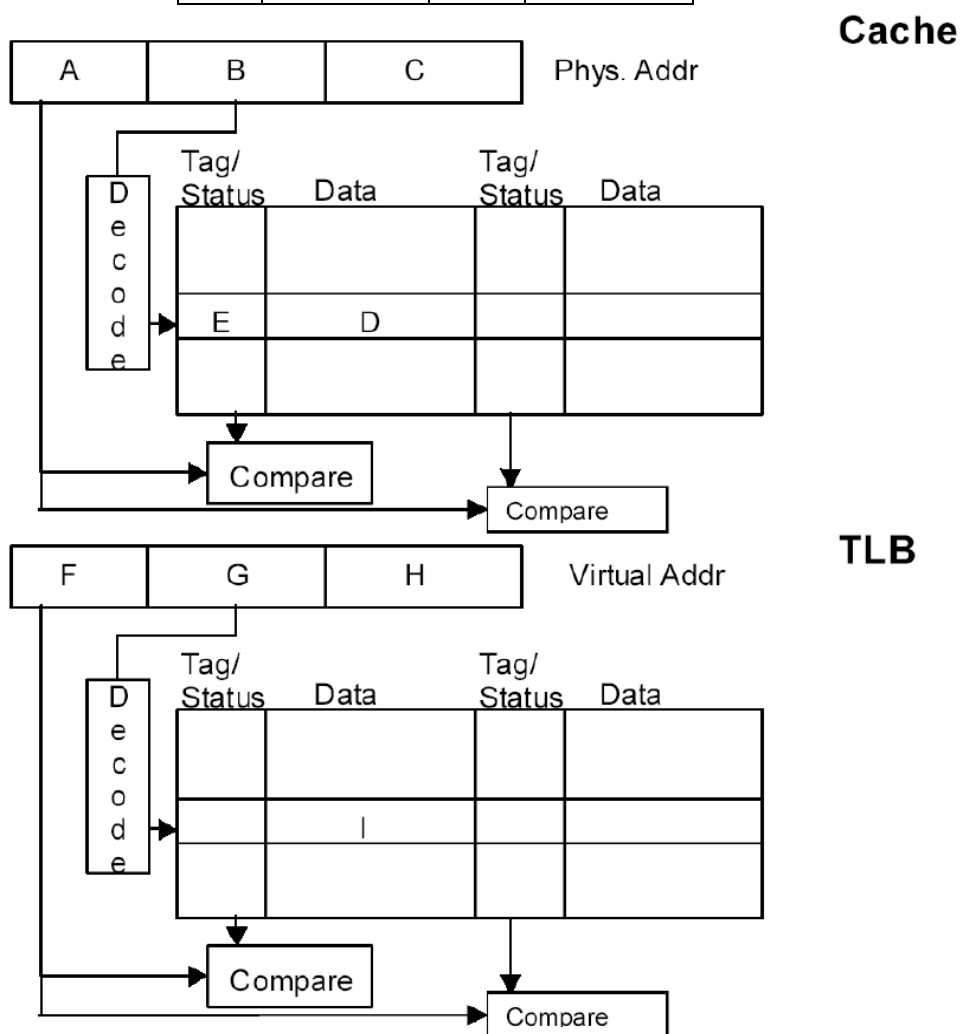 Cache
A B C Phys. Addr
Tag/ Tag/
Status Data Status Data
D
e
c
o
d
e
E D
Compare
Compare
TLB
F G H Virtual Addr
Tag/ Tag/
Status Data Status Data
D
e
c
o
d
e
I
Compare
Compare